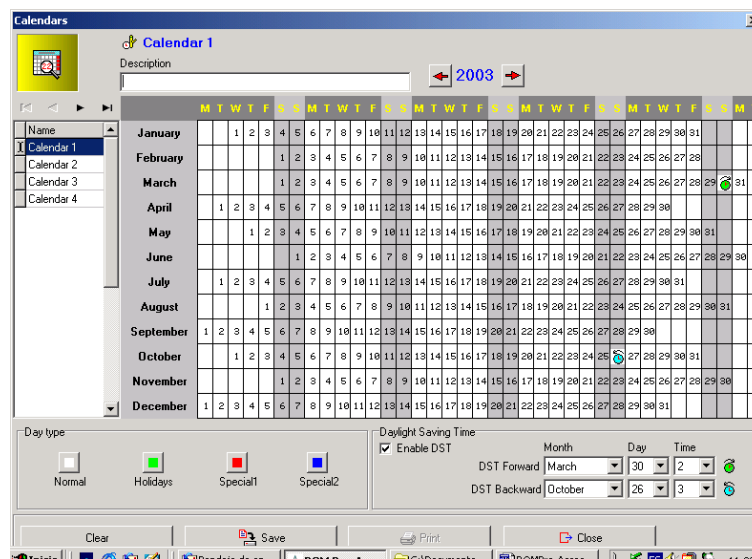 Calendars
Calendar 1
Description
2003
M T W T F S S M T W T F S S M T W T F S S M T W T F S S M T W T F S S M
Name
Calendar 1
Calendar 2
Calendar 3
Calendar 4
January 1 2 3 4 5 6 7 8 9 10 11 12 13 14 15 16 17 18 19 20 21 22 23 24 25 26 27 28 29 30 31
February 1 2 3 4 5 6 7 8 9 10 11 12 13 14 15 16 17 18 19 20 21 22 23 24 25 26 27 28
March 1 2 3 4 5 6 7 8 9 10 11 12 13 14 15 16 17 18 19 20 21 22 23 24 25 26 27 28 29 31
April 1 2 3 4 5 6 7 8 9 10 11 12 13 14 15 16 17 18 19 20 21 22 23 24 25 26 27 28 29 30
May 1 2 3 4 5 6 7 8 9 10 11 12 13 14 15 16 17 18 19 20 21 22 23 24 25 26 27 28 29 30 31
June 1 2 3 4 5 6 7 8 9 10 11 12 13 14 15 16 17 18 19 20 21 22 23 24 25 26 27 28 29 30
July 1 2 3 4 5 6 7 8 9 10 11 12 13 14 15 16 17 18 19 20 21 22 23 24 25 26 27 28 29 30 31
August 1 2 3 4 5 6 7 8 9 10 11 12 13 14 15 16 17 18 19 20 21 22 23 24 25 26 27 28 29 30 31
September 1 2 3 4 5 6 7 8 9 10 11 12 13 14 15 16 17 18 19 20 21 22 23 24 25 26 27 28 29 30
October 1 2 3 4 5 6 7 8 9 10 11 12 13 14 15 16 17 18 19 20 21 22 23 24 25 27 28 29 30 31
November 1 2 3 4 5 6 7 8 9 10 11 12 13 14 15 16 17 18 19 20 21 22 23 24 25 26 27 28 29 30
December 1 2 3 4 5 6 7 8 9 10 11 12 13 14 15 16 17 18 19 20 21 22 23 24 25 26 27 28 29 30 31
Day type
Normal Holidays Special1 Special2
Daylight Saving Time
Enable DST Month Day Time
DST Forward March 30 2
DST Backward October 26 3
Clear Save Print Close